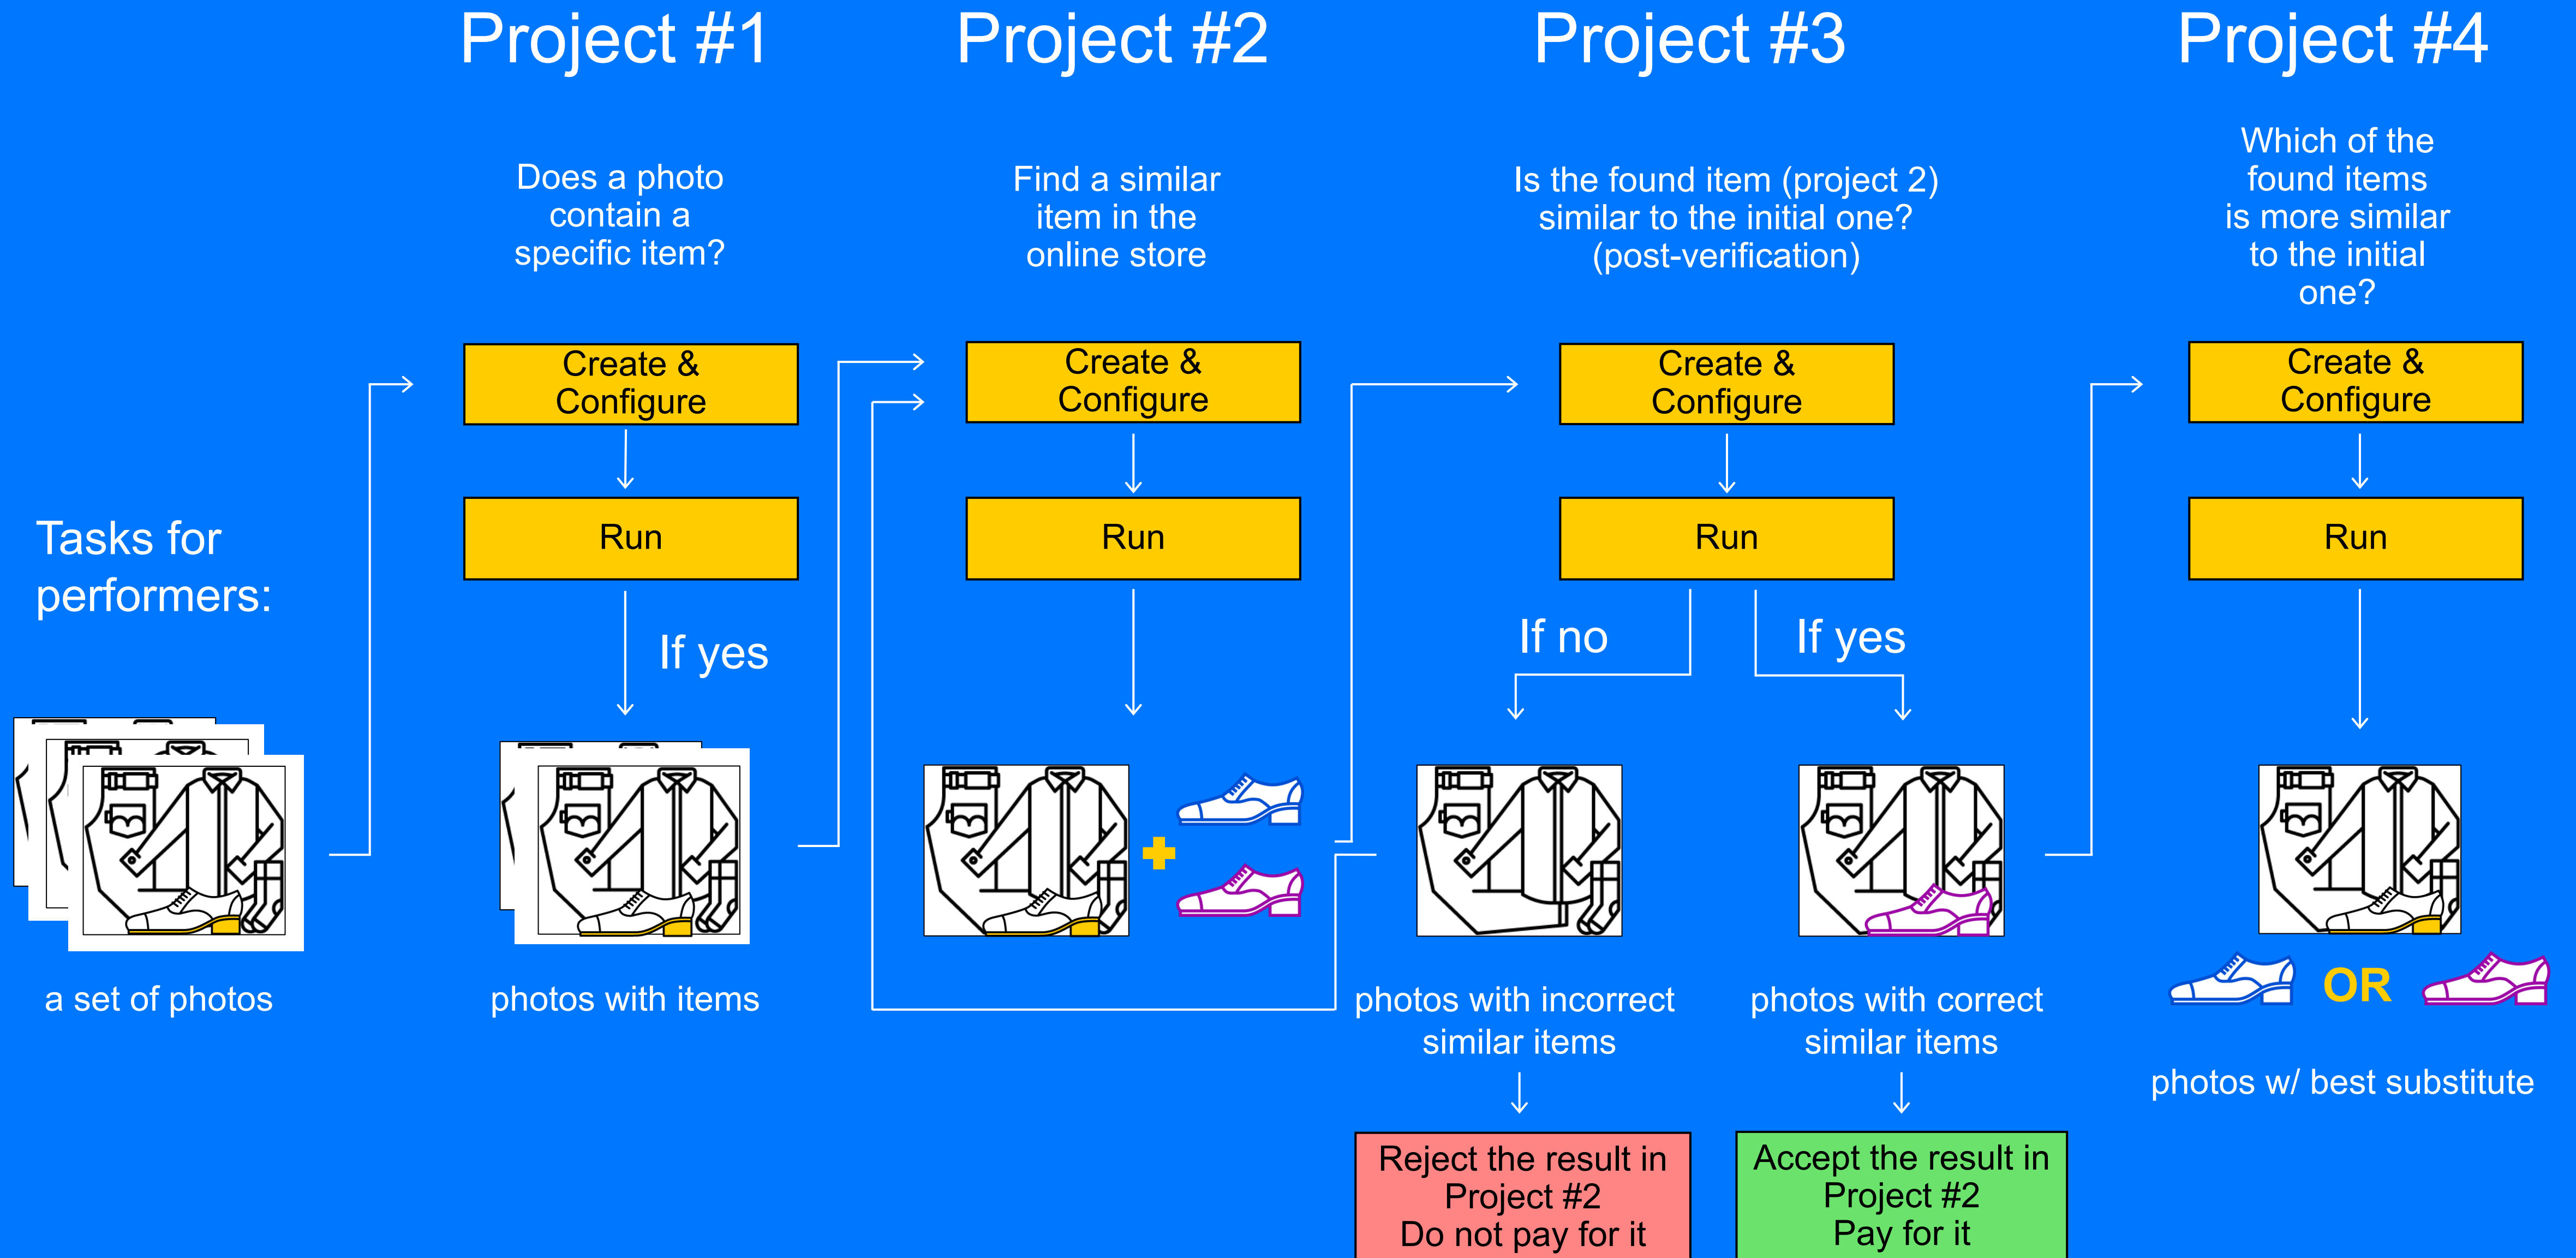 Project #1
Project #2
Project #3
Project #4
Does a photo
contain a
specific item?
Find a similar
item in the
online store
Is the found item (project 2)
similar to the initial one?
(post-verification)
Which of the
found items
is more similar
to the initial
one?
Create &
Configure
Create &
Configure
Create &
Configure
Create &
Configure
Tasks for
performers:
Run
Run
Run
Run
If yes
If no
If yes
OR
a set of photos
photos with items
photos with incorrect
similar items
photos with correct
similar items
photos w/ best substitute
Reject the result in
Project #2
Do not pay for it
Accept the result in
Project #2
Pay for it